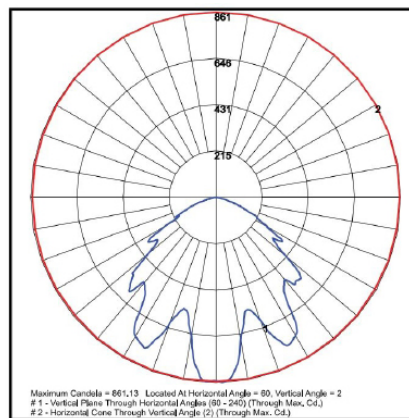 861
646
431
2
215
1
Maximum Candela = 861.13 Located At Horizontal Angle = 60, Vertical Angle = 2
# 1 - Vertical Plane Through Horizontal Angles (60 - 240) (Through Max. Cd.)
# 2 - Horizontal Cone Through Vertical Angle (2) (Through Max. Cd.)